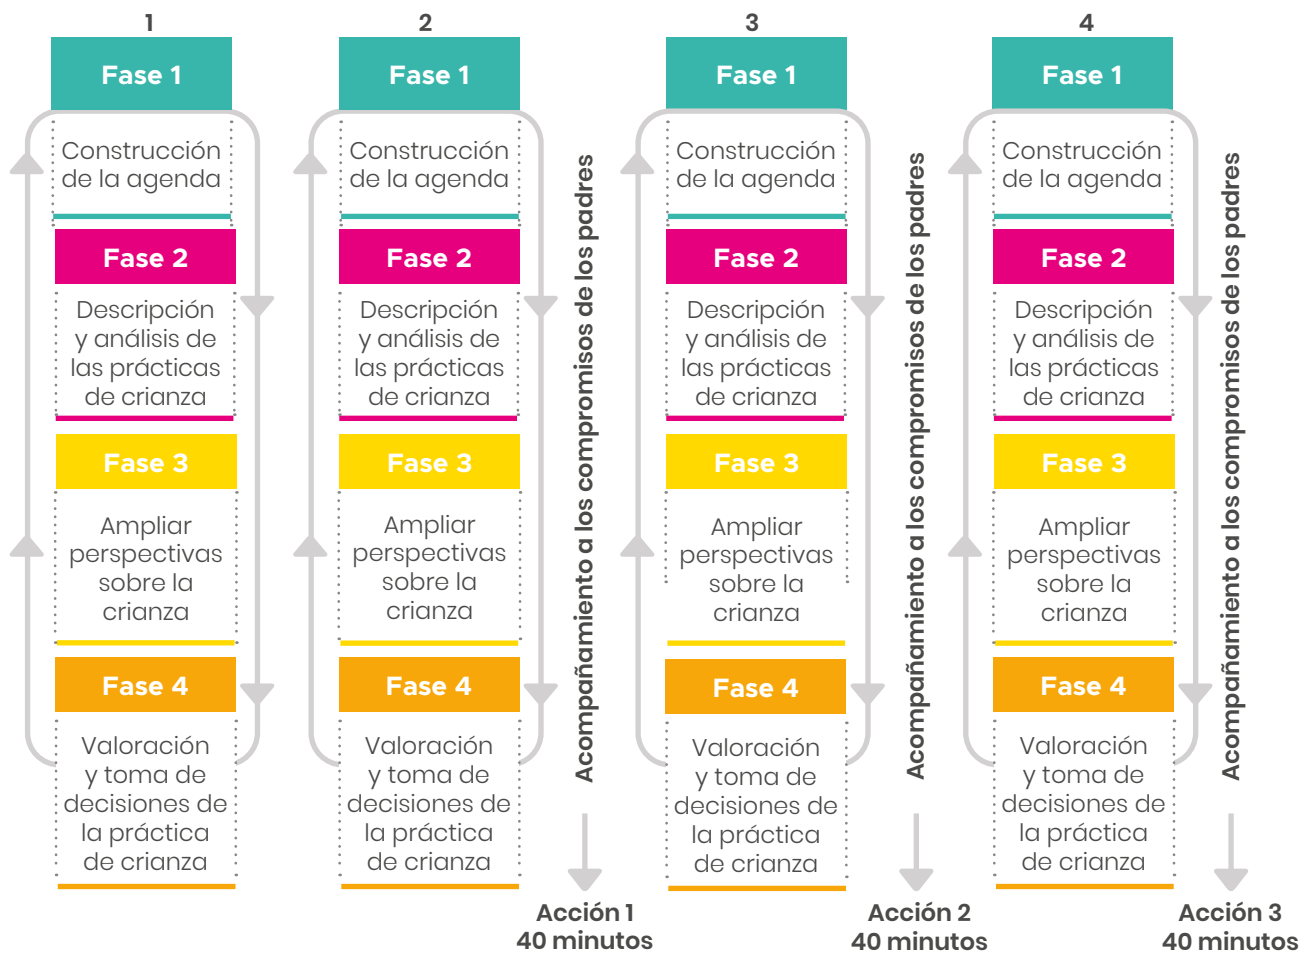 1
Fase 1
Construcción
de la agenda
Fase 2
Descripción
y análisis de
las prácticas
de crianza
Fase 3
Ampliar
perspectivas
sobre la
crianza
Fase 4
Valoración
y toma de
decisiones de
la práctica
de crianza
2
Fase 1
Construcción
de la agenda
Fase 2
Descripción
y análisis de
las prácticas
de crianza
Fase 3
Ampliar
perspectivas
sobre la
crianza
Fase 4
Valoración
y toma de
decisiones de
la práctica
de crianza
Acompañamiento a los compromisos de los padres
Acción 1
40 minutos
3
Fase 1
Construcción
de la agenda
Fase 2
Descripción
y análisis de
las prácticas
de crianza
Fase 3
Ampliar
perspectivas
sobre la
crianza
Fase 4
Valoración
y toma de
decisiones de
la práctica
de crianza
Acompañamiento a los compromisos de los padres
Acción 2
40 minutos
4
Fase 1
Construcción
de la agenda
Fase 2
Descripción
y análisis de
las prácticas
de crianza
Fase 3
Ampliar
perspectivas
sobre la
crianza
Fase 4
Valoración
y toma de
decisiones de
la práctica
de crianza
Acompañamiento a los compromisos de los padres
Acción 3
40 minutos